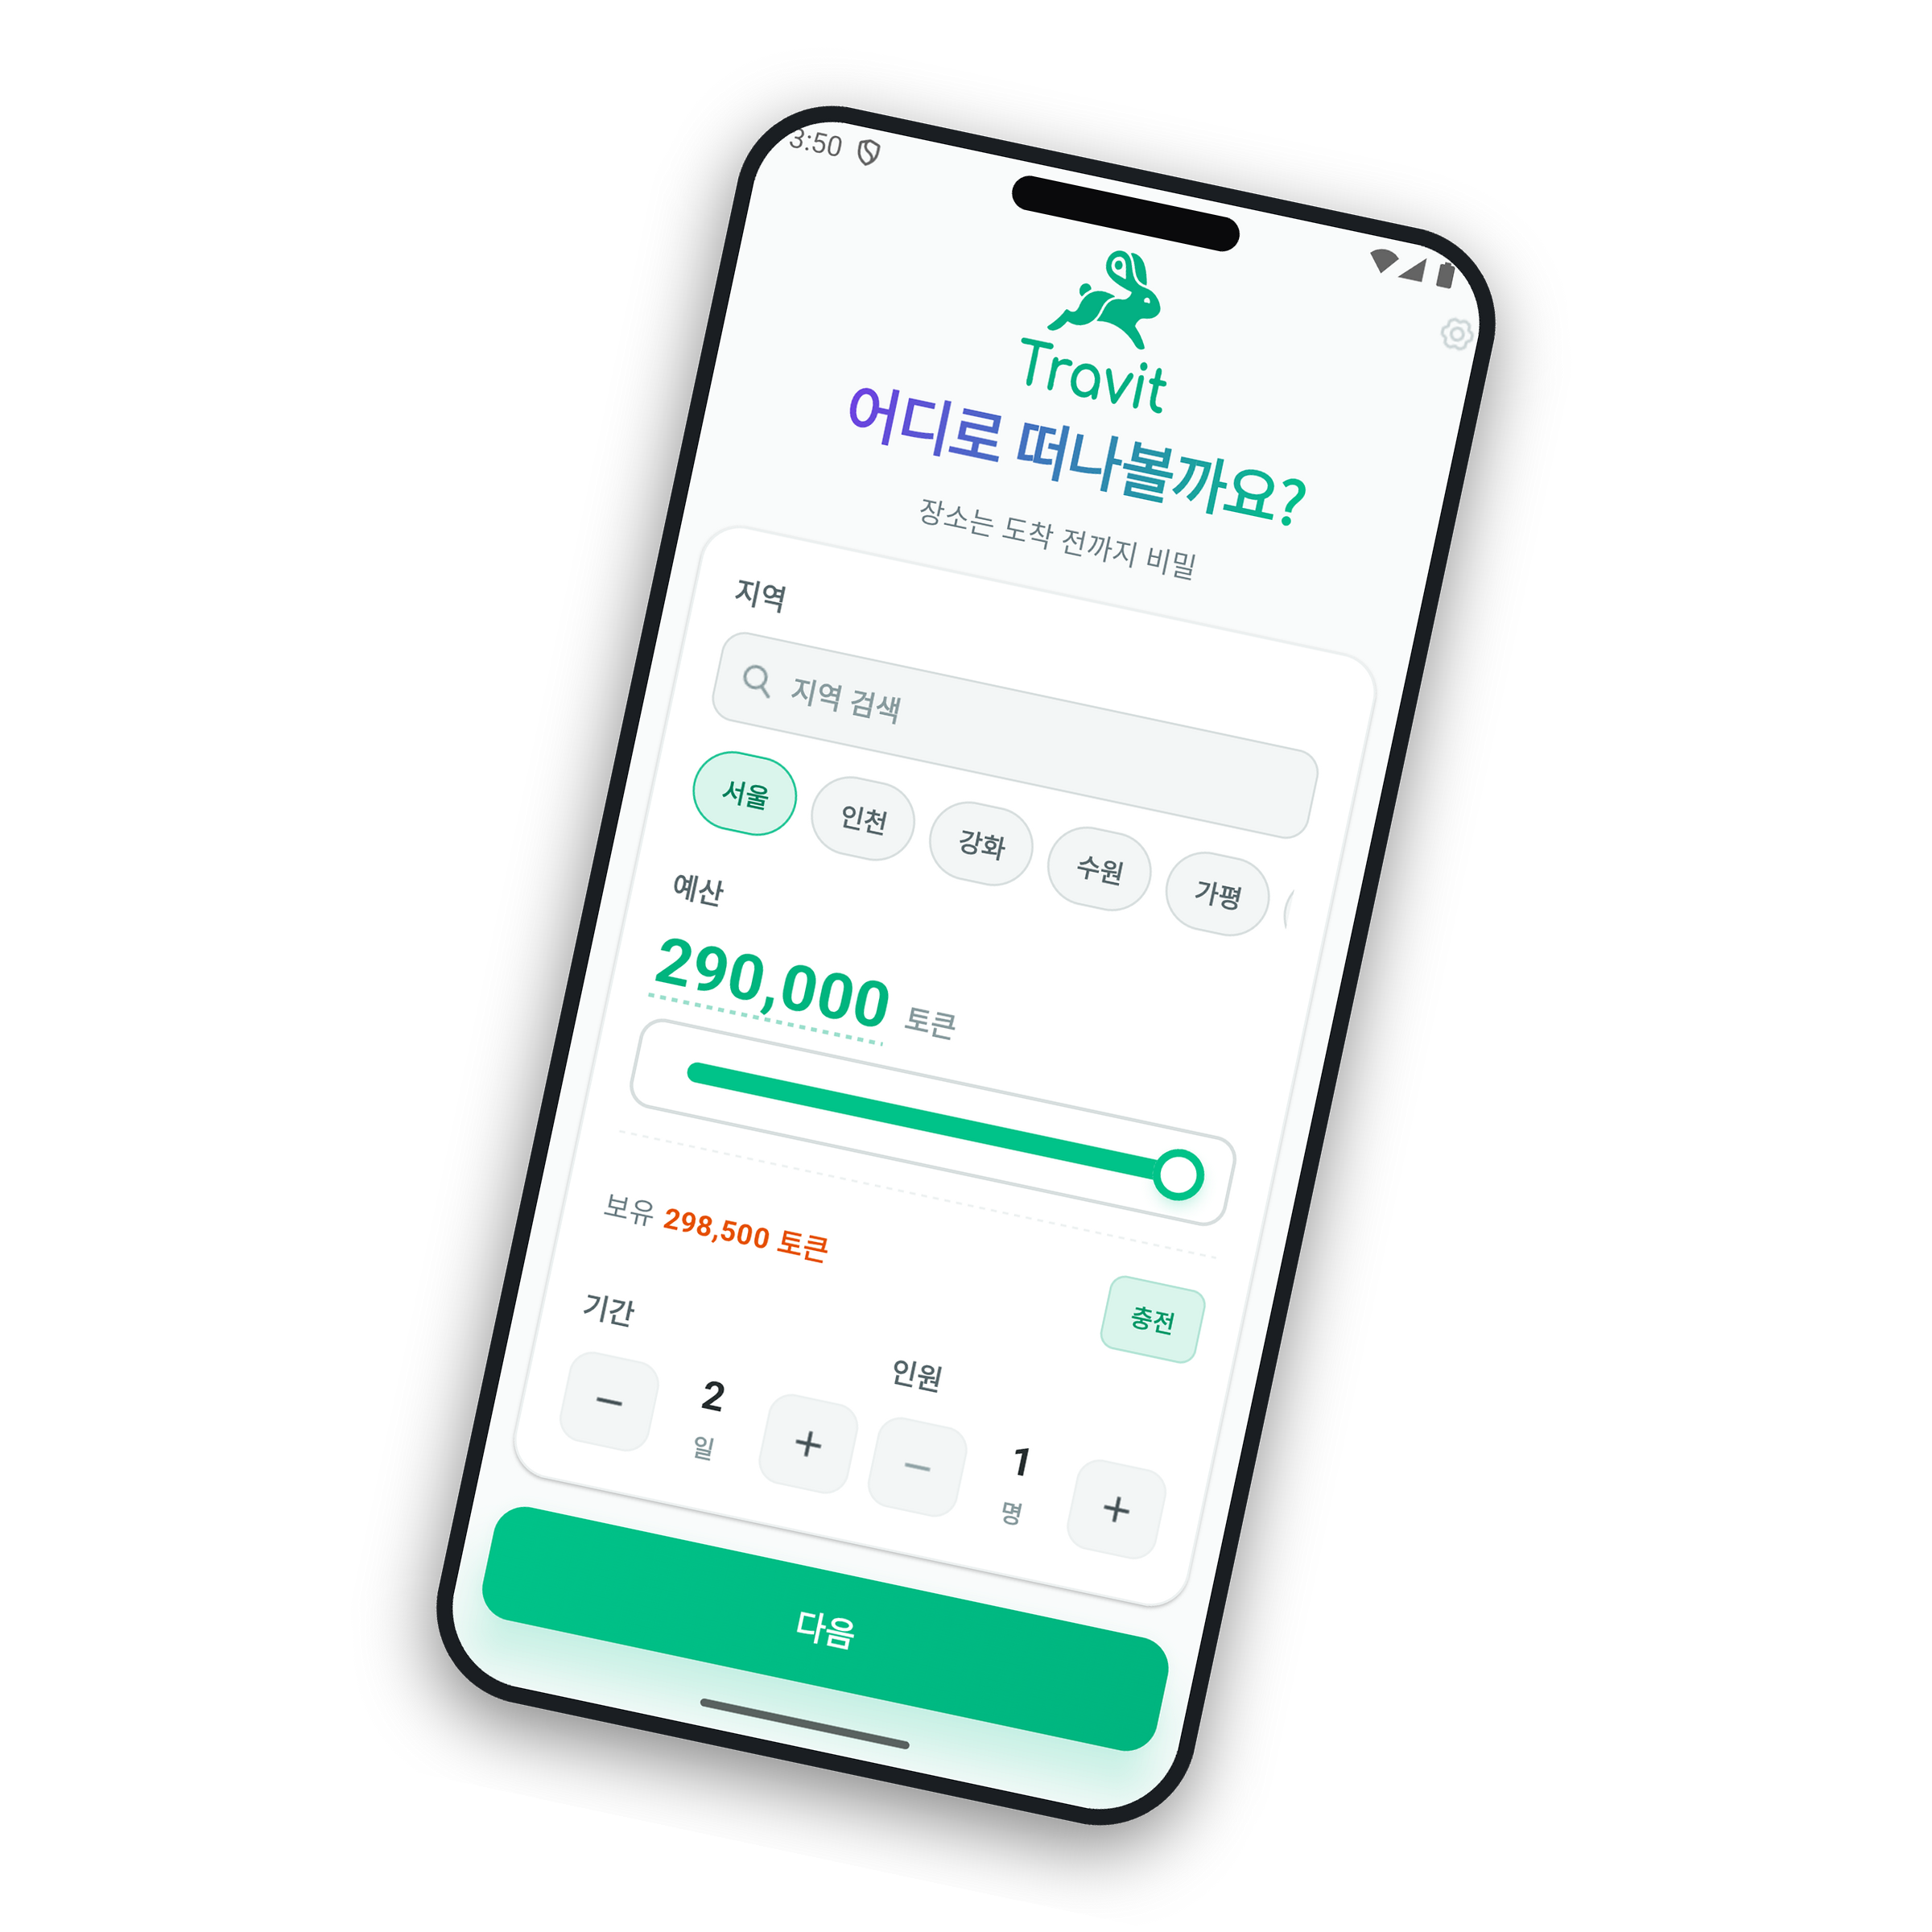 3:50
Travit
어디로 떠나볼까요?
장소는 도착 전까지 비밀
지역
지역 검색
서울 인천 강화 수원 가평
예산
290,000 토큰
보유 298,500 토큰
충전
기간 인원
− 2 일 + − 1 명 +
다음